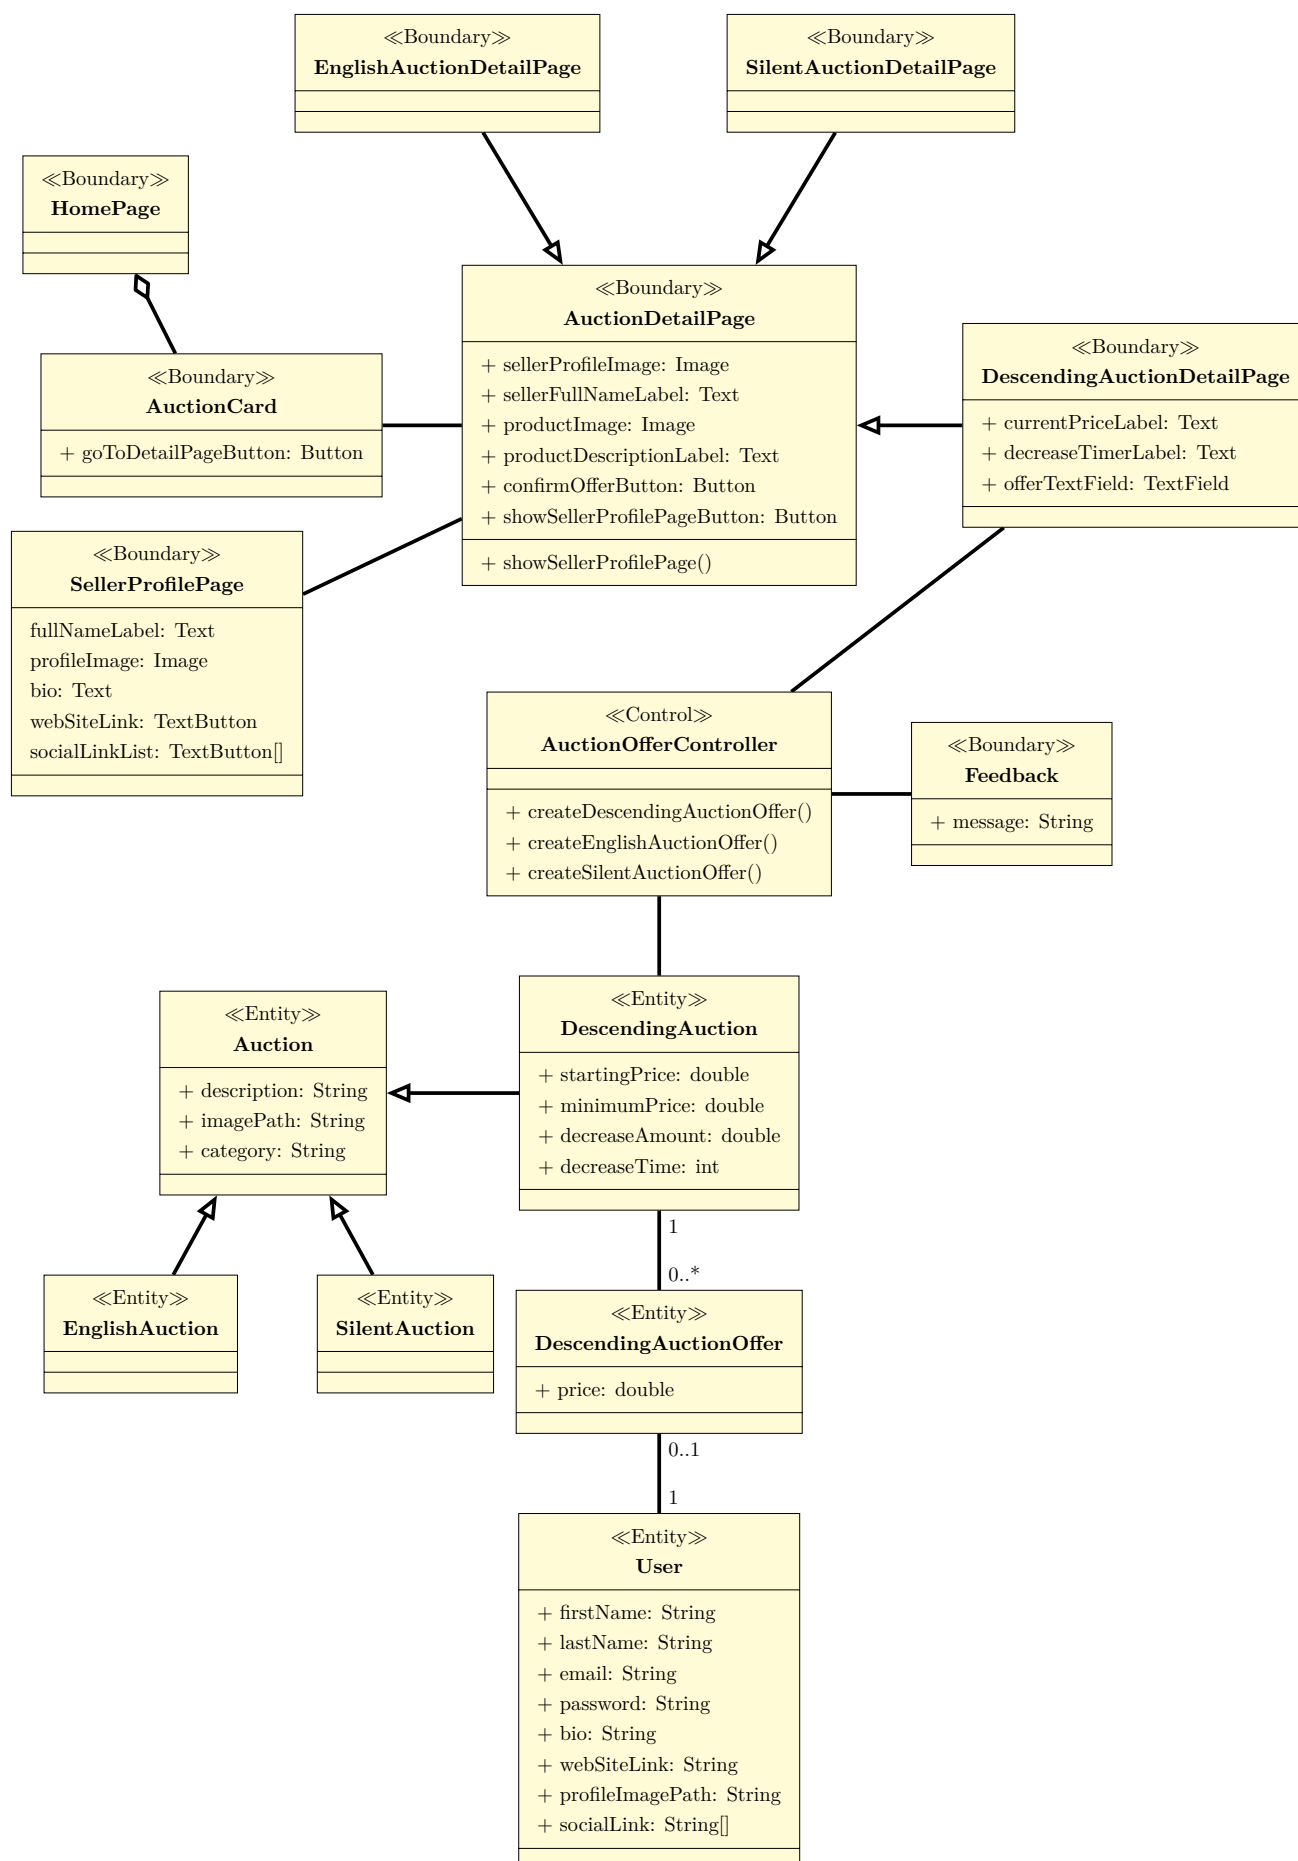 ≪Boundary≫
EnglishAuctionDetailPage
≪Boundary≫
SilentAuctionDetailPage
≪Boundary≫
HomePage
≪Boundary≫
AuctionDetailPage
+ sellerProfileImage: Image
+ sellerFullNameLabel: Text
+ productImage: Image
+ productDescriptionLabel: Text
+ confirmOfferButton: Button
+ showSellerProfilePageButton: Button
+ showSellerProfilePage()
≪Boundary≫
DescendingAuctionDetailPage
+ currentPriceLabel: Text
+ decreaseTimerLabel: Text
+ offerTextField: TextField
≪Boundary≫
AuctionCard
+ goToDetailPageButton: Button
≪Boundary≫
SellerProfilePage
fullNameLabel: Text
profileImage: Image
bio: Text
webSiteLink: TextButton
socialLinkList: TextButton[]
≪Control≫
AuctionOfferController
+ createDescendingAuctionOffer()
+ createEnglishAuctionOffer()
+ createSilentAuctionOffer()
≪Boundary≫
Feedback
+ message: String
≪Entity≫
Auction
+ description: String
+ imagePath: String
+ category: String
≪Entity≫
DescendingAuction
+ startingPrice: double
+ minimumPrice: double
+ decreaseAmount: double
+ decreaseTime: int
1
0..*
≪Entity≫
EnglishAuction
≪Entity≫
SilentAuction
≪Entity≫
DescendingAuctionOffer
+ price: double
0..1
1
≪Entity≫
User
+ firstName: String
+ lastName: String
+ email: String
+ password: String
+ bio: String
+ webSiteLink: String
+ profileImagePath: String
+ socialLink: String[]